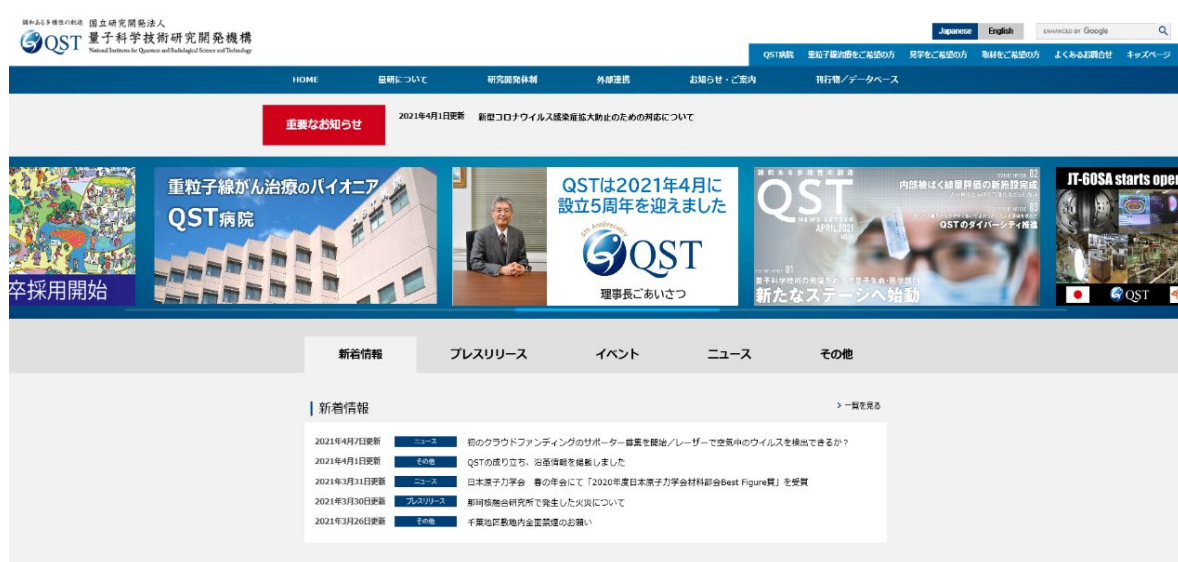 調和ある多様性の創造
国立研究開発法人
QST 量子科学技術研究開発機構
National Institutes for Quantum and Radiological Science and Technology
Japanese English
ENHANCED BY Google
QST病院 重粒子線治療をご希望の方 見学をご希望の方 取材をご希望の方 よくあるお問合せ キッズページ
HOME 量研について 研究開発体制 外部連携 お知らせ・ご案内 刊行物／データベース
重要なお知らせ
2021年4月1日更新 新型コロナウイルス感染症拡大防止のための対応について
卒採用開始
重粒子線がん治療のパイオニア
QST病院
QSTは2021年4月に
設立5周年を迎えました
5th Anniversary
QST
理事長ごあいさつ
調和ある多様性の創造
QST
NEWS LETTER
APRIL 2021
02
内部被ばく線量評価の新施設完成
03
QSTのダイバーシティ推進
01
新たなステージへ始動
JT-60SA starts oper
QST
新着情報 プレスリリース イベント ニュース その他
新着情報
> 一覧を見る
2021年4月7日更新 ニュース 初のクラウドファンディングのサポーター募集を開始／レーザーで空気中のウイルスを検出できるか？
2021年4月1日更新 その他 QSTの成り立ち、沿革情報を掲載しました
2021年3月31日更新 ニュース 日本原子力学会 春の年会にて「2020年度日本原子力学会材料部会Best Figure賞」を受賞
2021年3月30日更新 プレスリリース 那珂核融合研究所で発生した火災について
2021年3月26日更新 その他 千葉地区敷地内全面禁煙のお願い